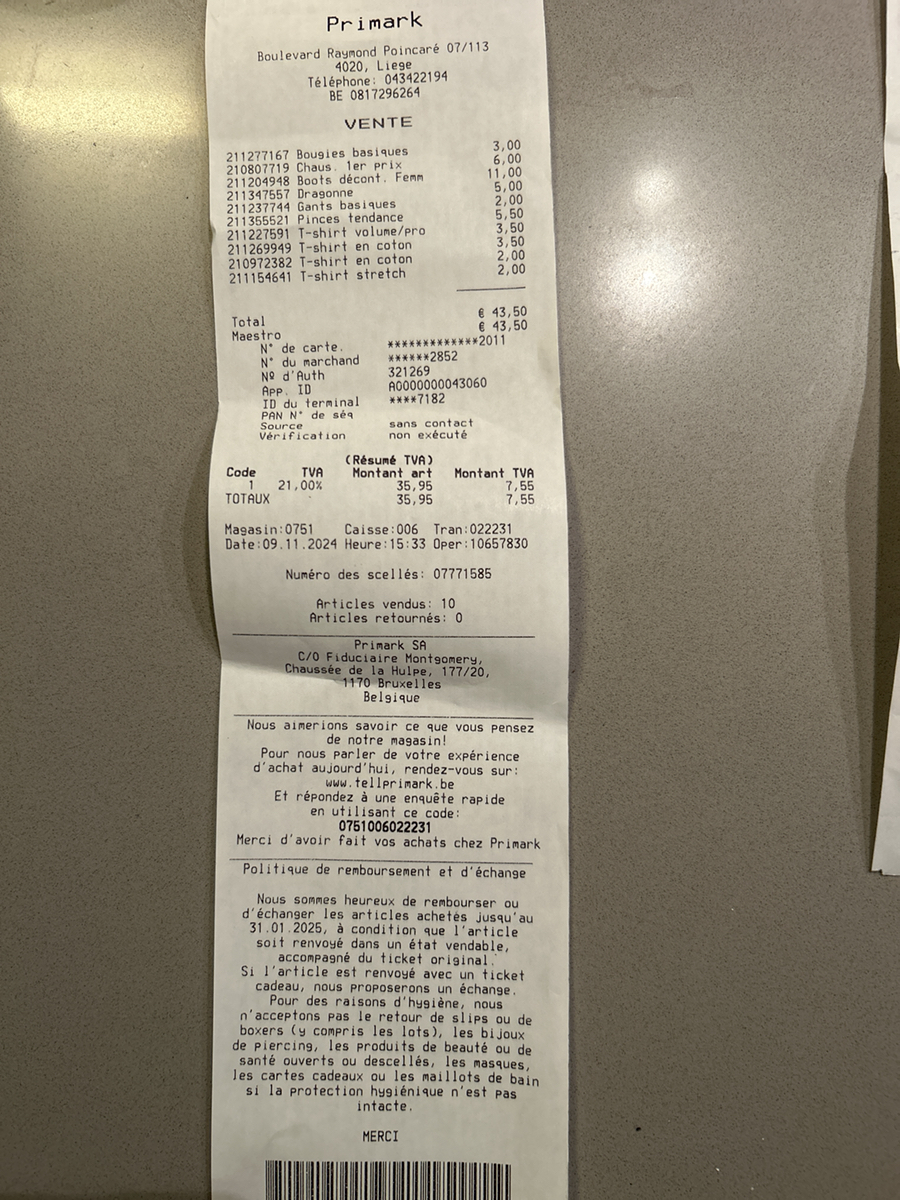 Primark
Boulevard Raymond Poincaré 07/113
4020, Liege
Téléphone: 043422194
BE 0817296264
VENTE
211277167 Bougies basiques 3,00
210807719 Chaus. 1er prix 6,00
211204948 Boots décont. Femm 11,00
211347557 Dragonne 5,00
211237744 Gants basiques 2,00
211355521 Pinces tendance 5,50
211227591 T-shirt volume/pro 3,50
211269949 T-shirt en coton 3,50
210972382 T-shirt en coton 2,00
211154641 T-shirt stretch 2,00
Total € 43,50
Maestro € 43,50
N° de carte. *************2011
N° du marchand ******2852
Nº d'Auth 321269
App. ID A0000000043060
ID du terminal ****7182
PAN N° de séq
Source sans contact
Vérification non exécuté
(Résumé TVA)
Code TVA Montant art Montant TVA
1 21,00% 35,95 7,55
TOTAUX 35,95 7,55
Magasin:0751 Caisse:006 Tran:022231
Date:09.11.2024 Heure:15:33 Oper:10657830
Numéro des scellés: 07771585
Articles vendus: 10
Articles retournés: 0
Primark SA
C/O Fiduciaire Montgomery,
Chaussée de la Hulpe, 177/20,
1170 Bruxelles
Belgique
Nous aimerions savoir ce que vous pensez
de notre magasin!
Pour nous parler de votre expérience
d'achat aujourd'hui, rendez-vous sur:
www.tellprimark.be
Et répondez à une enquête rapide
en utilisant ce code:
0751006022231
Merci d'avoir fait vos achats chez Primark
Politique de remboursement et d'échange
Nous sommes heureux de rembourser ou
d'échanger les articles achetés jusqu'au
31.01.2025, à condition que l'article
soit renvoyé dans un état vendable,
accompagné du ticket original.
Si l'article est renvoyé avec un ticket
cadeau, nous proposerons un échange.
Pour des raisons d'hygiène, nous
n'acceptons pas le retour de slips ou de
boxers (y compris les lots), les bijoux
de piercing, les produits de beauté ou de
santé ouverts ou descellés, les masques,
les cartes cadeaux ou les maillots de bain
si la protection hygiénique n'est pas
intacte.
MERCI